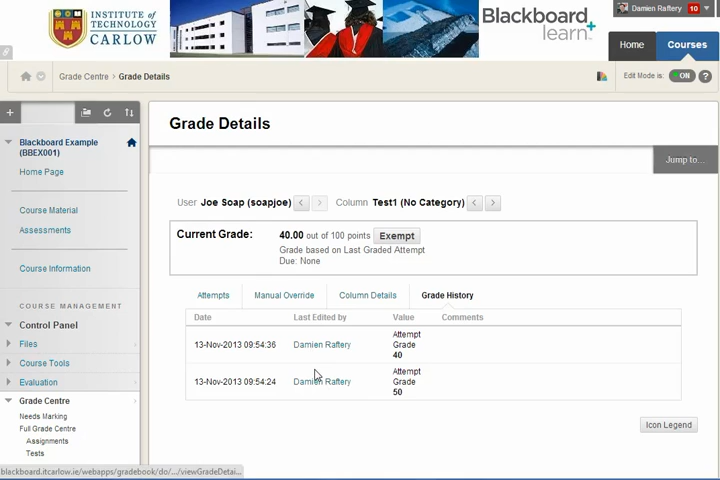 INSTITUTE of
TECHNOLOGY
CARLOW
Blackboard
learn+
Damien Raftery 10
Home Courses
Grade Centre > Grade Details
Edit Mode is: ON ?
Blackboard Example
(BBEX001)
Home Page
Course Material
Assessments
Course Information
COURSE MANAGEMENT
Control Panel
Files
Course Tools
Evaluation
Grade Centre
Needs Marking
Full Grade Centre
Assignments
Tests
blackboard.itcarlow.ie/webapps/gradebook/do/.../viewGradeDetai...
Grade Details
Jump to...
User Joe Soap (soapjoe) < > Column Test1 (No Category) < >
Current Grade: 40.00 out of 100 points Exempt
Grade based on Last Graded Attempt
Due: None
Attempts Manual Override Column Details Grade History
Date Last Edited by Value Comments
13-Nov-2013 09:54:36 Damien Raftery Attempt
Grade
40
13-Nov-2013 09:54:24 Damien Raftery Attempt
Grade
50
Icon Legend